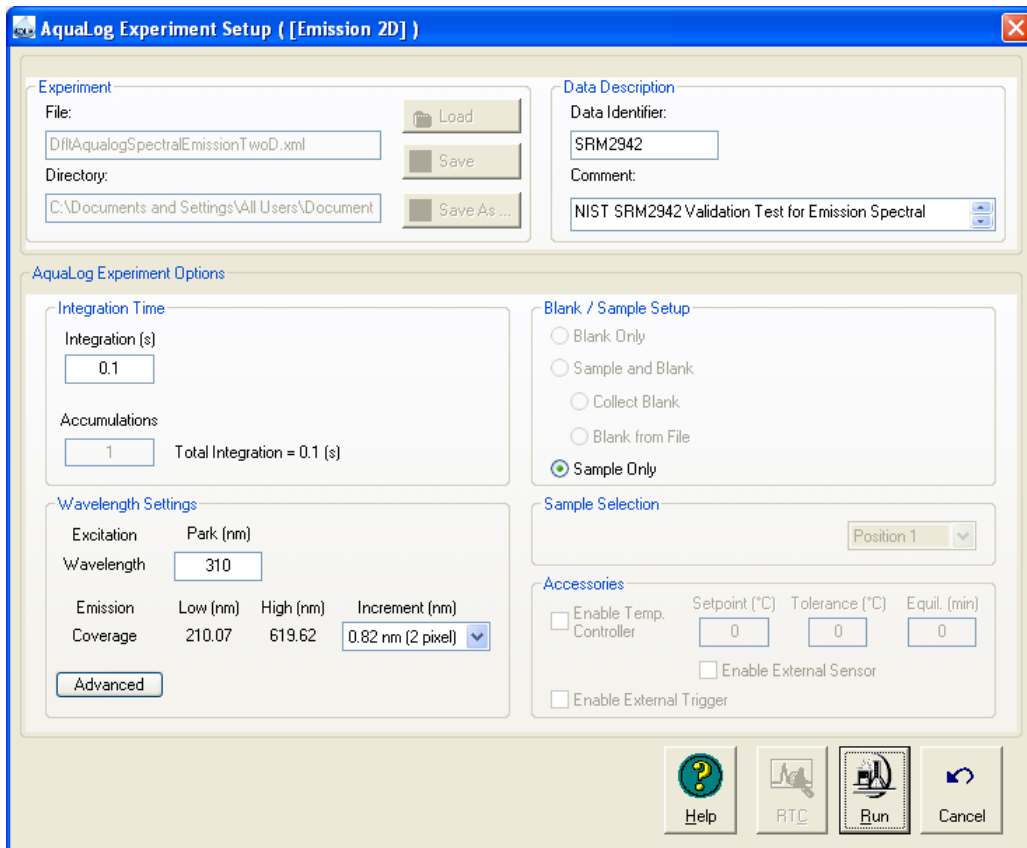 AquaLog Experiment Setup ( [Emission 2D] )
Experiment
File:
DfltAqualogSpectralEmissionTwoD.xml
Directory:
C:\Documents and Settings\All Users\Document
Load
Save
Save As ...
Data Description
Data Identifier:
SRM2942
Comment:
NIST SRM2942 Validation Test for Emission Spectral
AquaLog Experiment Options
Integration Time
Integration (s)
0.1
Accumulations
1 Total Integration = 0.1 (s)
Blank / Sample Setup
Blank Only
Sample and Blank
Collect Blank
Blank from File
Sample Only
Wavelength Settings
Excitation Park (nm)
Wavelength 310
Emission Low (nm) High (nm) Increment (nm)
Coverage 210.07 619.62 0.82 nm (2 pixel)
Advanced
Sample Selection
Position 1
Accessories
Enable Temp. Controller
Setpoint (°C) Tolerance (°C) Equil. (min)
0 0 0
Enable External Sensor
Enable External Trigger
Help
RTC
Run
Cancel